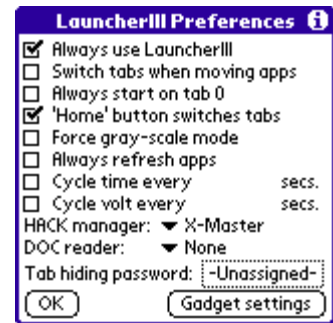 LauncherIII Preferences i
Always use LauncherIII
Switch tabs when moving apps
Always start on tab 0
'Home' button switches tabs
Force gray-scale mode
Always refresh apps
Cycle time every secs.
Cycle volt every secs.
HACK manager: X-Master
DOC reader: None
Tab hiding password: -Unassigned-
OK Gadget settings